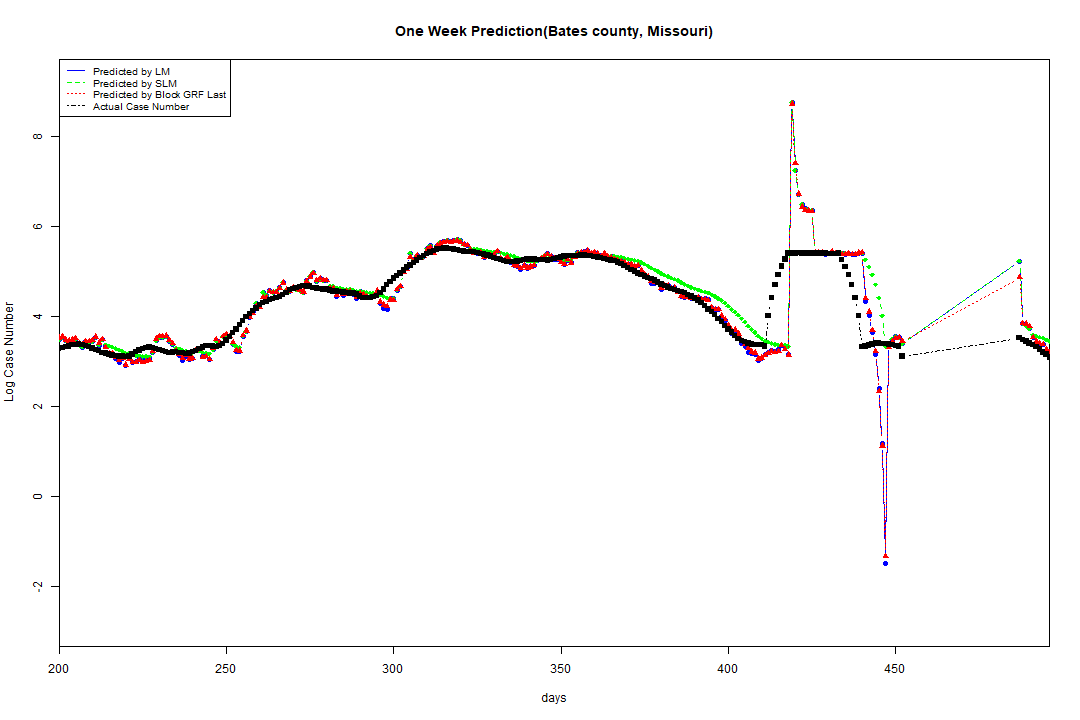 One Week Prediction(Bates county, Missouri)
Predicted by LM
Predicted by SLM
Predicted by Block GRF Last
Actual Case Number
8
6
4
2
0
-2
Log Case Number
200 250 300 350 400 450
days